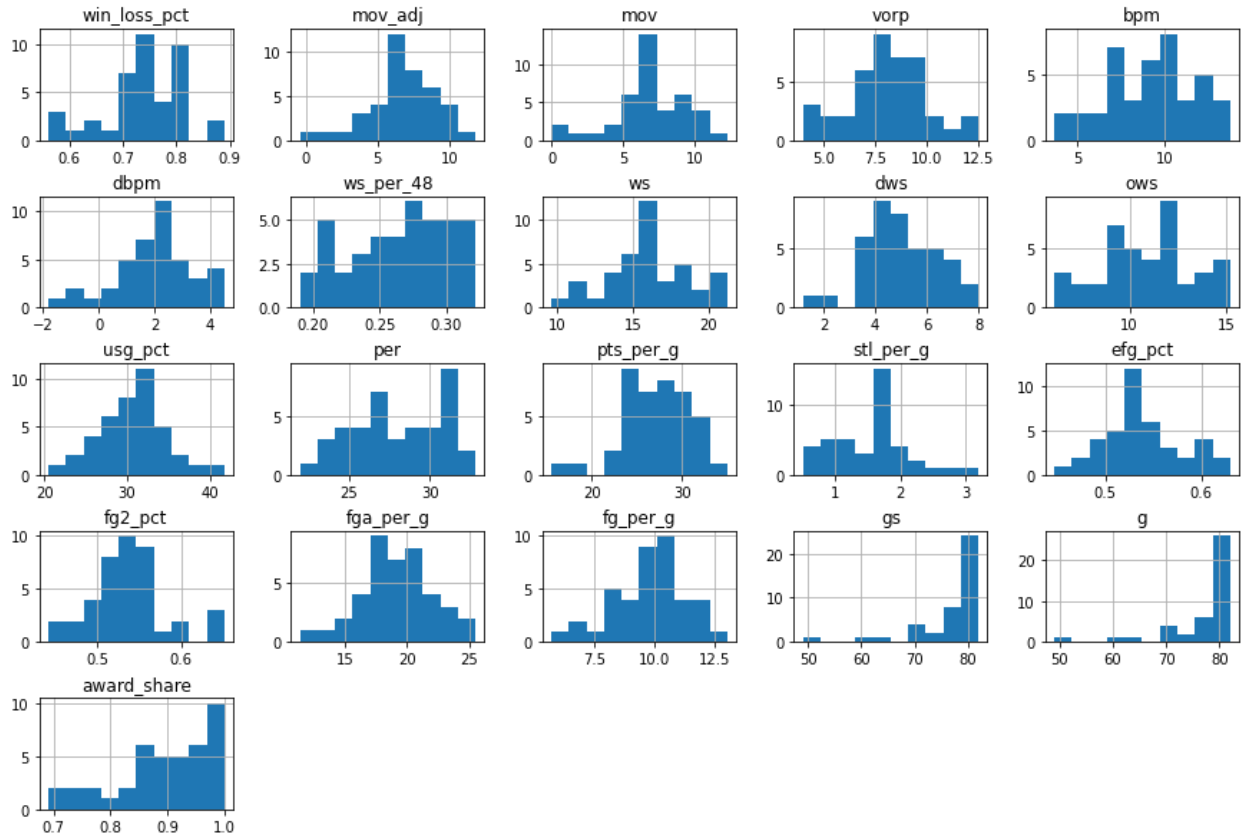 win_loss_pct
10
5
0
0.6 0.7 0.8 0.9
mov_adj
10
5
0
0 5 10
mov
15
10
5
0
0 5 10
vorp
5
0
5.0 7.5 10.0 12.5
bpm
5
0
5 10
dbpm
10
5
0
−2 0 2 4
ws_per_48
5.0
2.5
0.0
0.20 0.25 0.30
ws
10
5
0
10 15 20
dws
5
0
2 4 6 8
ows
5
0
10 15
usg_pct
10
5
0
20 30 40
per
5
0
25 30
pts_per_g
5
0
20 30
stl_per_g
10
0
1 2 3
efg_pct
10
5
0
0.5 0.6
fg2_pct
10
5
0
0.5 0.6
fga_per_g
5
0
15 20 25
fg_per_g
10
5
0
7.5 10.0 12.5
gs
20
10
0
50 60 70 80
g
20
10
0
50 60 70 80
award_share
10
5
0
0.7 0.8 0.9 1.0